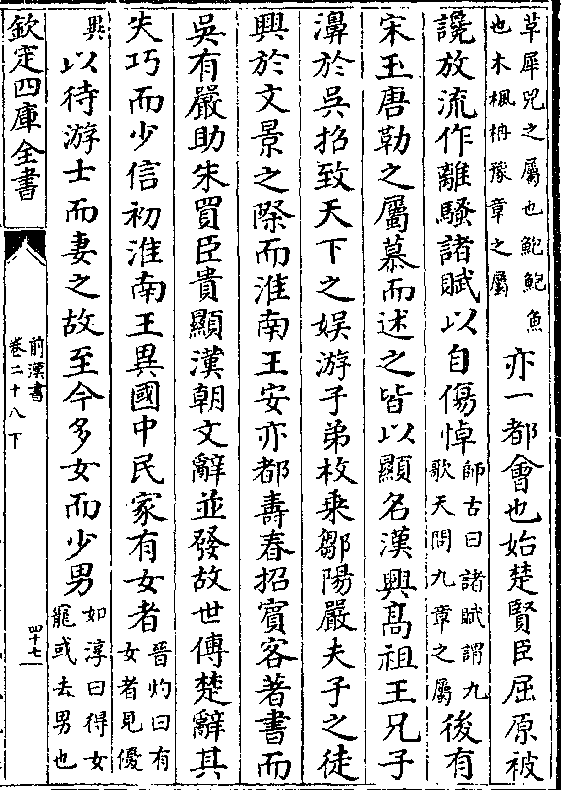 草犀兕之屬也鮑鮑魚
也木楓枏豫章之屬
亦一都會也始楚賢臣屈原被
讒放流作離騷諸賦以自傷悼
師古曰諸賦謂九
歌天問九章之屬
後有
宋玉唐勒之屬慕而述之皆以顯名漢興髙祖王兄子
濞於吳招致天下之娱游子弟枚乗鄒陽嚴夫子之徒
興於文景之際而淮南王安亦都壽春招賓客著書而
吳有嚴助朱買臣貴顯漢朝文辭並發故世傳楚辭其
失巧而少信初淮南王異國中民家有女者
晉灼曰有
女者見優
異
以待游士而妻之故至今多女而少男
如淳曰得女
寵或去男也
欽定四庫全書
前漢書
卷二十八下
四十七